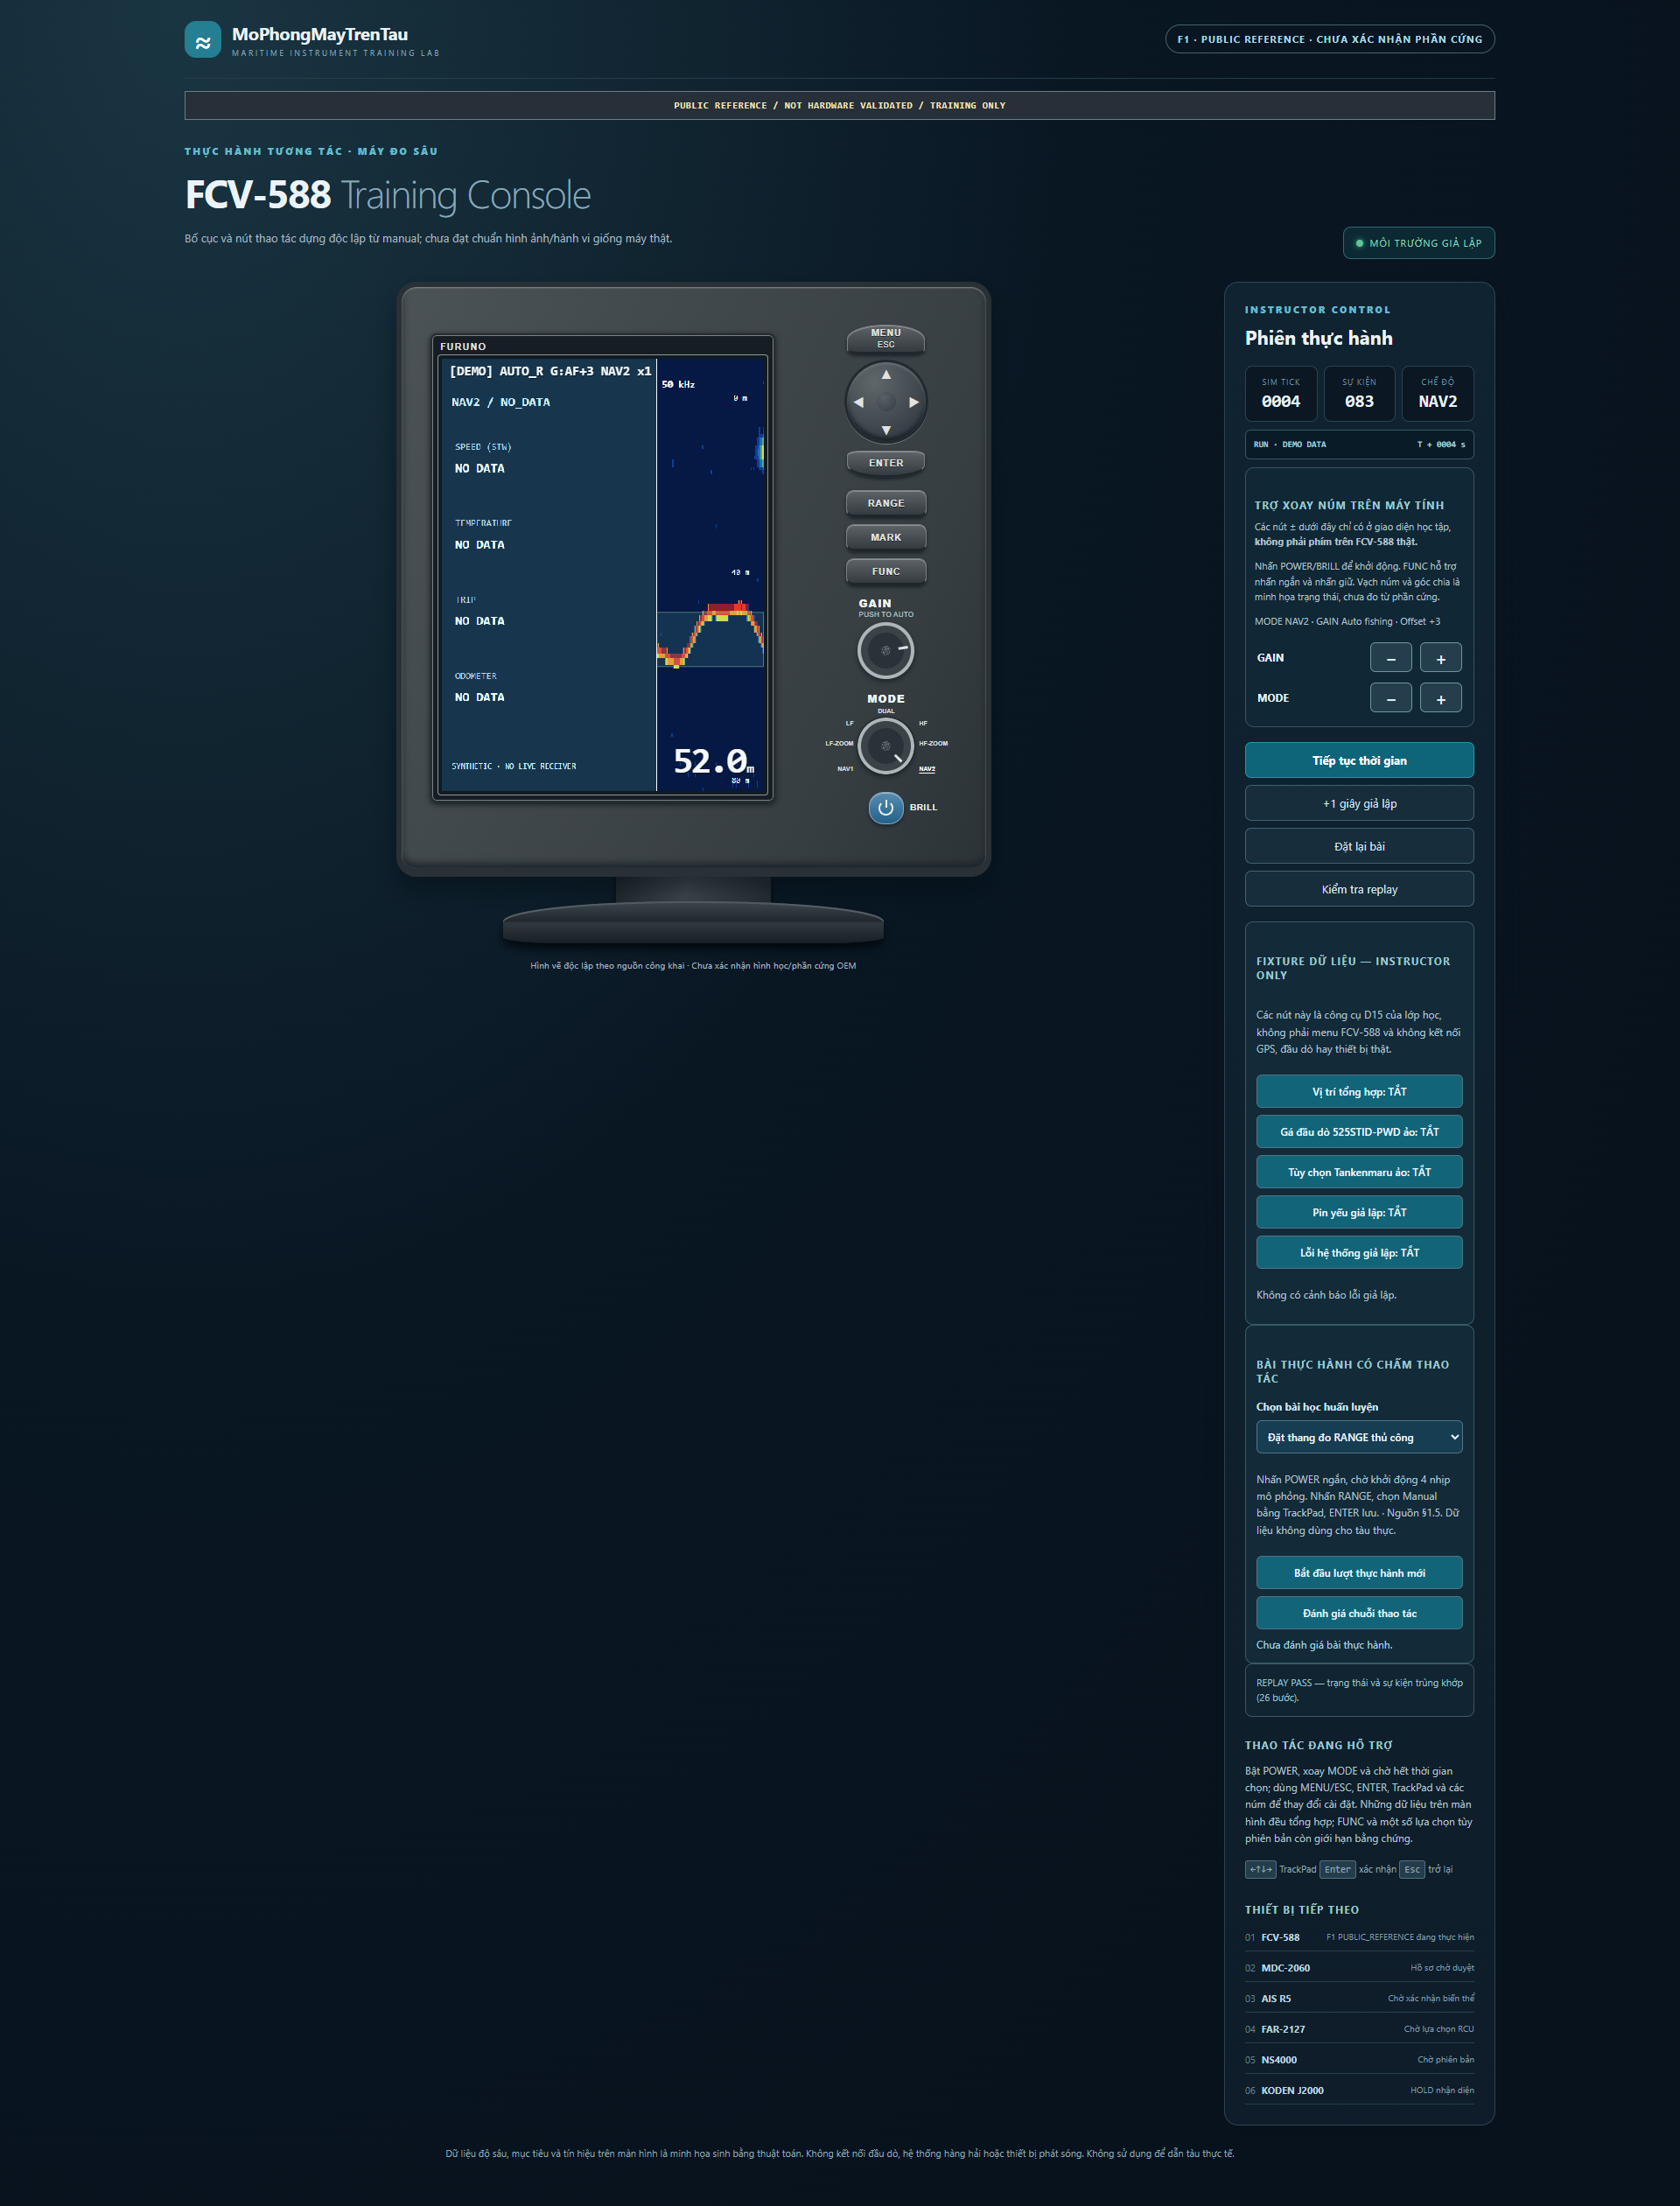 ≈ MoPhongMayTrenTau
MARITIME INSTRUMENT TRAINING LAB
F1 · PUBLIC REFERENCE · CHƯA XÁC NHẬN PHẦN CỨNG
PUBLIC REFERENCE / NOT HARDWARE VALIDATED / TRAINING ONLY
THỰC HÀNH TƯƠNG TÁC · MÁY ĐO SÂU
FCV-588 Training Console
Bố cục và nút thao tác dựng độc lập từ manual; chưa đạt chuẩn hình ảnh/hành vi giống máy thật.
MÔI TRƯỜNG GIẢ LẬP
FURUNO
[DEMO] AUTO_R G:AF+3 NAV2 x1
50 kHz
0 m
NAV2 / NO_DATA
SPEED (STW)
NO DATA
TEMPERATURE
NO DATA
40 m
TRIP
NO DATA
ODOMETER
NO DATA
52.0m
80 m
SYNTHETIC · NO LIVE RECEIVER
MENU
ESC
▲
◀ ▶
▼
ENTER
RANGE
MARK
FUNC
GAIN
PUSH TO AUTO
MODE
DUAL
LF HF
LF-ZOOM HF-ZOOM
NAV1 NAV2
BRILL
Hình vẽ độc lập theo nguồn công khai · Chưa xác nhận hình học/phần cứng OEM
INSTRUCTOR CONTROL
Phiên thực hành
SIM TICK
0004
SỰ KIỆN
083
CHẾ ĐỘ
NAV2
RUN · DEMO DATA T + 0004 s
TRỢ XOAY NÚM TRÊN MÁY TÍNH
Các nút ± dưới đây chỉ có ở giao diện học tập,
không phải phím trên FCV-588 thật.
Nhấn POWER/BRILL để khởi động. FUNC hỗ trợ
nhấn ngắn và nhấn giữ. Vạch núm và góc chia là
minh họa trạng thái, chưa đo từ phần cứng.
MODE NAV2 · GAIN Auto fishing · Offset +3
GAIN − +
MODE − +
Tiếp tục thời gian
+1 giây giả lập
Đặt lại bài
Kiểm tra replay
FIXTURE DỮ LIỆU — INSTRUCTOR
ONLY
Các nút này là công cụ D15 của lớp học,
không phải menu FCV-588 và không kết nối
GPS, đầu dò hay thiết bị thật.
Vị trí tổng hợp: TẮT
Gá đầu dò 525STID-PWD ảo: TẮT
Tùy chọn Tankenmaru ảo: TẮT
Pin yếu giả lập: TẮT
Lỗi hệ thống giả lập: TẮT
Không có cảnh báo lỗi giả lập.
BÀI THỰC HÀNH CÓ CHẤM THAO
TÁC
Chọn bài học huấn luyện
Đặt thang đo RANGE thủ công
Nhấn POWER ngắn, chờ khởi động 4 nhịp
mô phỏng. Nhấn RANGE, chọn Manual
bằng TrackPad, ENTER lưu. · Nguồn §1.5. Dữ
liệu không dùng cho tàu thực.
Bắt đầu lượt thực hành mới
Đánh giá chuỗi thao tác
Chưa đánh giá bài thực hành.
REPLAY PASS — trạng thái và sự kiện trùng khớp
(26 bước).
THAO TÁC ĐANG HỖ TRỢ
Bật POWER, xoay MODE và chờ hết thời gian
chọn; dùng MENU/ESC, ENTER, TrackPad và các
núm để thay đổi cài đặt. Những dữ liệu trên màn
hình đều tổng hợp; FUNC và một số lựa chọn tùy
phiên bản còn giới hạn bằng chứng.
←↑↓→ TrackPad Enter xác nhận Esc trở lại
THIẾT BỊ TIẾP THEO
01 FCV-588 F1 PUBLIC_REFERENCE đang thực hiện
02 MDC-2060 Hồ sơ chờ duyệt
03 AIS R5 Chờ xác nhận biến thể
04 FAR-2127 Chờ lựa chọn RCU
05 NS4000 Chờ phiên bản
06 KODEN J2000 HOLD nhận diện
Dữ liệu độ sâu, mục tiêu và tín hiệu trên màn hình là minh họa sinh bằng thuật toán. Không kết nối đầu dò, hệ thống hàng hải hoặc thiết bị phát sóng. Không sử dụng để dẫn tàu thực tế.